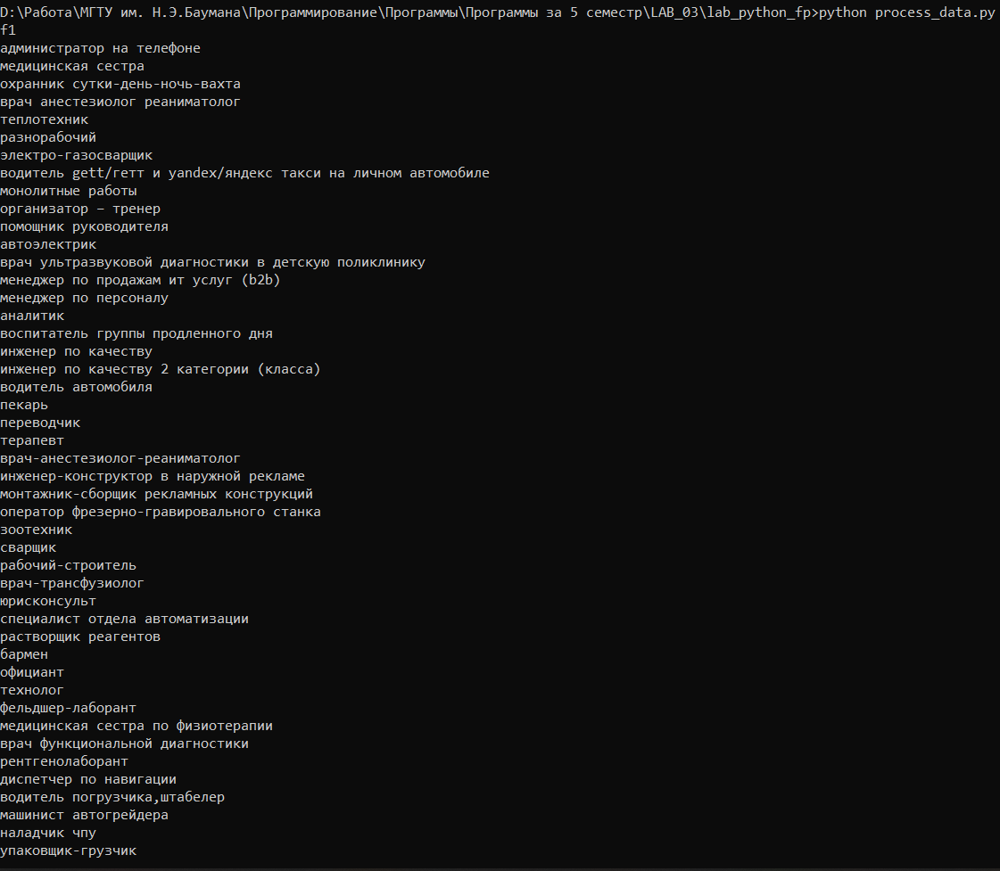 D:\Работа\МГТУ им. Н.Э.Баумана\Программирование\Программы\Программы за 5 семестр\LAB_03\lab_python_fp>python process_data.py
f1
администратор на телефоне
медицинская сестра
охранник сутки-день-ночь-вахта
врач анестезиолог реаниматолог
теплотехник
разнорабочий
электро-газосварщик
водитель gett/гетт и yandex/яндекс такси на личном автомобиле
монолитные работы
организатор – тренер
помощник руководителя
автоэлектрик
врач ультразвуковой диагностики в детскую поликлинику
менеджер по продажам ит услуг (b2b)
менеджер по персоналу
аналитик
воспитатель группы продленного дня
инженер по качеству
инженер по качеству 2 категории (класса)
водитель автомобиля
пекарь
переводчик
терапевт
врач-анестезиолог-реаниматолог
инженер-конструктор в наружной рекламе
монтажник-сборщик рекламных конструкций
оператор фрезерно-гравировального станка
зоотехник
сварщик
рабочий-строитель
врач-трансфузиолог
юрисконсульт
специалист отдела автоматизации
растворщик реагентов
бармен
официант
технолог
фельдшер-лаборант
медицинская сестра по физиотерапии
врач функциональной диагностики
рентгенолаборант
диспетчер по навигации
водитель погрузчика,штабелер
машинист автогрейдера
наладчик чпу
упаковщик-грузчик